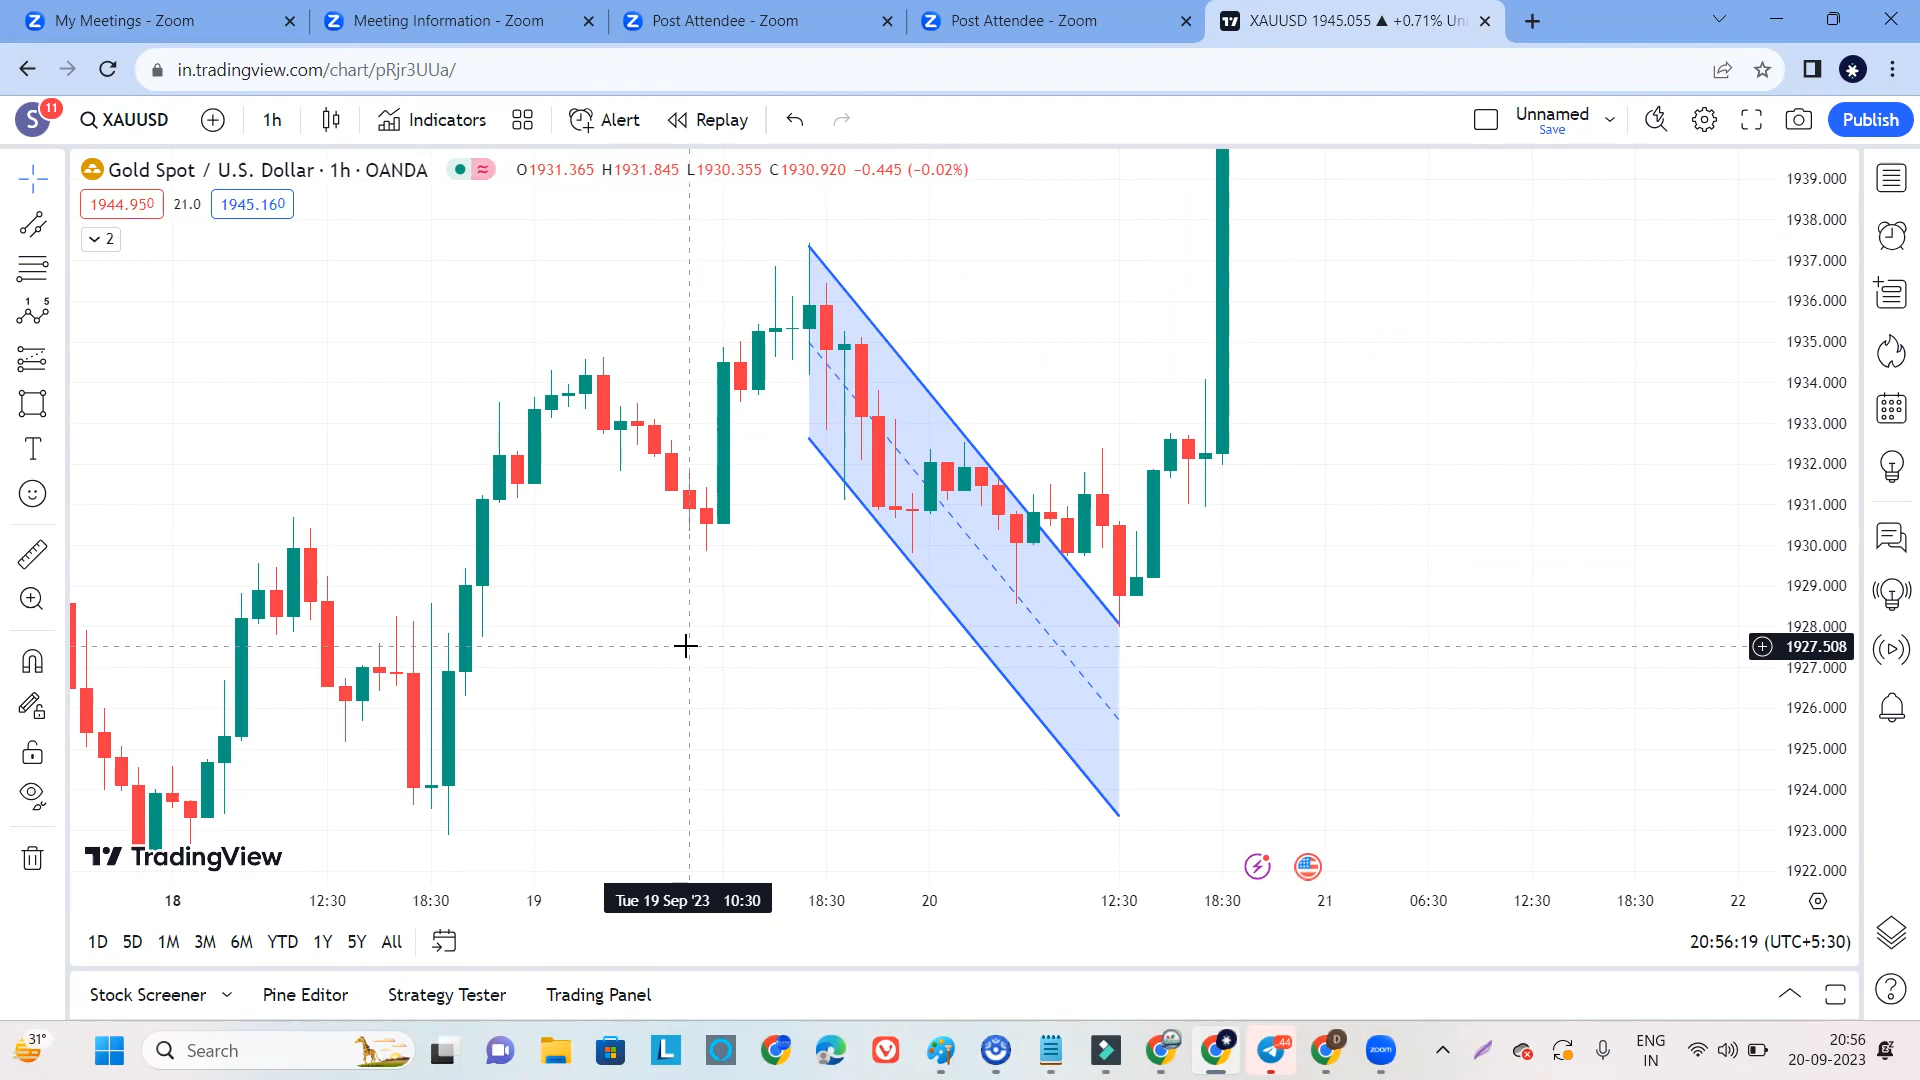 My Meetings - Zoom
Meeting Information - Zoom
Post Attendee - Zoom
Post Attendee - Zoom
XAUUSD 1945.055 ▲ +0.71% Un
in.tradingview.com/chart/pRjr3UUa/
S
11
XAUUSD
1h
Indicators
Alert
Replay
Unnamed
Save
Publish
Gold Spot / U.S. Dollar · 1h · OANDA
O1931.365 H1931.845 L1930.355 C1930.920 −0.445 (−0.02%)
1944.950
21.0
1945.160
2
1939.000
1938.000
1937.000
1936.000
1935.000
1934.000
1933.000
1932.000
1931.000
1930.000
1929.000
1928.000
1927.508
1927.000
1926.000
1925.000
1924.000
1923.000
1922.000
TradingView
18
12:30
18:30
19
Tue 19 Sep '23 10:30
18:30
20
12:30
18:30
21
06:30
12:30
18:30
22
1D 5D 1M 3M 6M YTD 1Y 5Y All
20:56:19 (UTC+5:30)
Stock Screener
Pine Editor
Strategy Tester
Trading Panel
31°
Search
L
44
D
zoom
ENG
IN
20:56
20-09-2023